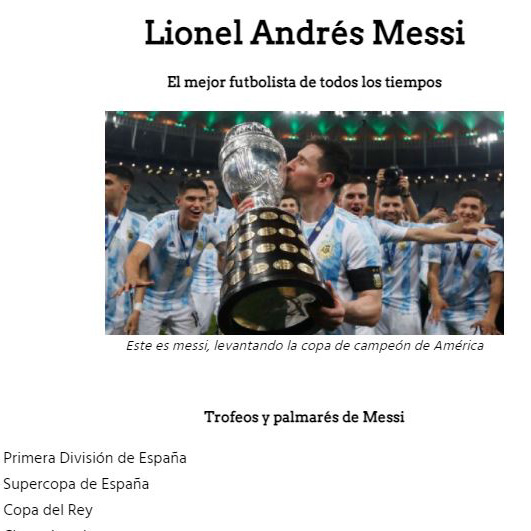 Lionel Andrés Messi
El mejor futbolista de todos los tiempos
Este es messi, levantando la copa de campeón de América
Trofeos y palmarés de Messi
Primera División de España
Supercopa de España
Copa del Rey